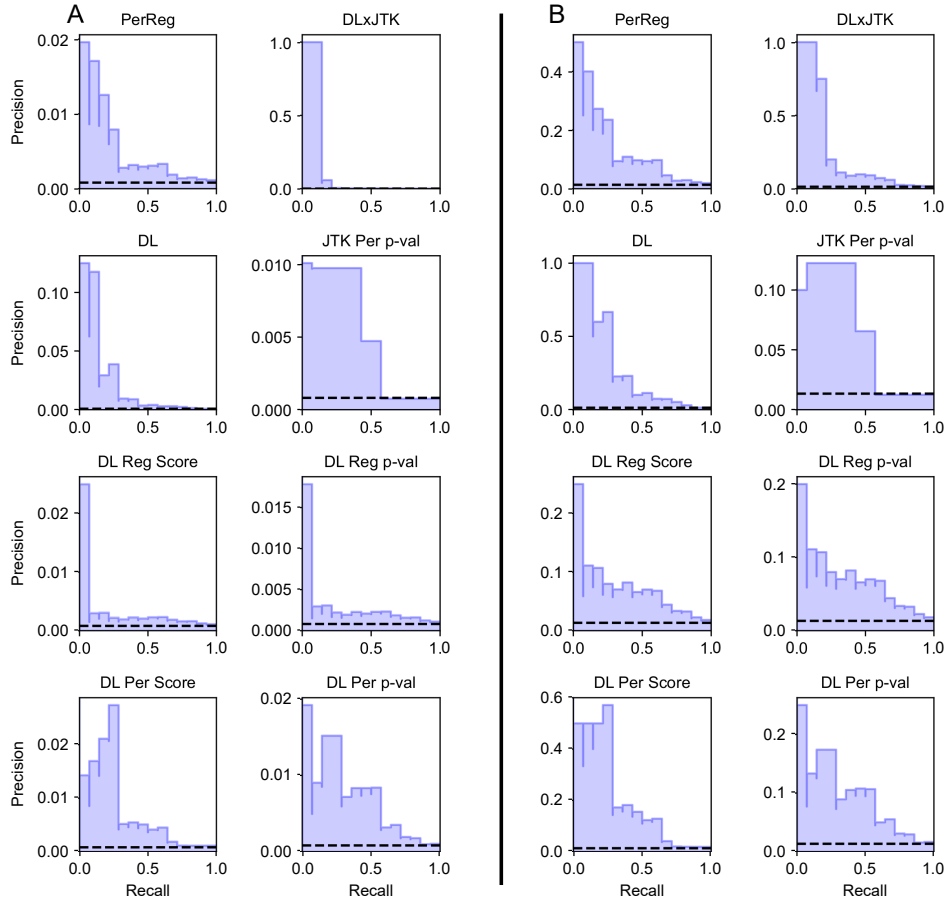 A
B
PerReg
DLxJTK
PerReg
DLxJTK
Precision
0.02
0.01
0.00
0.0 0.5 1.0
1.0
0.5
0.0
0.0 0.5 1.0
0.4
0.2
0.0
0.0 0.5 1.0
1.0
0.5
0.0
0.0 0.5 1.0
DL
JTK Per p-val
DL
JTK Per p-val
Precision
0.10
0.05
0.00
0.0 0.5 1.0
0.010
0.005
0.000
0.0 0.5 1.0
1.0
0.5
0.0
0.0 0.5 1.0
0.10
0.05
0.00
0.0 0.5 1.0
DL Reg Score
DL Reg p-val
DL Reg Score
DL Reg p-val
Precision
0.02
0.01
0.00
0.0 0.5 1.0
0.015
0.010
0.005
0.000
0.0 0.5 1.0
0.2
0.1
0.0
0.0 0.5 1.0
0.2
0.1
0.0
0.0 0.5 1.0
DL Per Score
DL Per p-val
DL Per Score
DL Per p-val
Precision
0.02
0.01
0.00
0.0 0.5 1.0
Recall
0.02
0.01
0.00
0.0 0.5 1.0
Recall
0.6
0.4
0.2
0.0
0.0 0.5 1.0
Recall
0.2
0.1
0.0
0.0 0.5 1.0
Recall